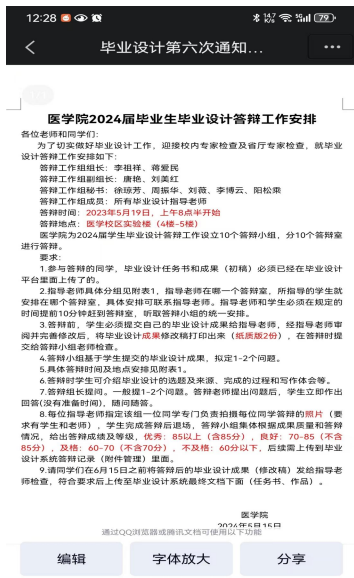 12:28
14.7
K/s
5G
79
毕业设计第六次通知...
1/7
医学院2024届毕业生毕业设计答辩工作安排
各位老师和同学们：
为了切实做好毕业设计工作，迎接校内专家检查及省厅专家检查，就毕业
设计答辩工作安排如下：
答辩工作组组长：李祖祥、蒋爱民
答辩工作组副组长：唐艳、刘美红
答辩工作组秘书：徐琼芳、周振华、刘薇、李博云、阳松乘
答辩工作组成员：所有毕业设计指导老师
答辩时间：2023年5月19日，上午8点半开始
答辩地点：医学校区实验楼（4楼-5楼）
医学院为2024届学生毕业设计答辩工作设立10个答辩小组，分10个答辩室
进行答辩。
要求：
1.参与答辩的同学，毕业设计任务书和成果（初稿）必须已经在毕业设计
平台里面上传了的。
2.指导老师具体分组见附表1，指导老师在哪一个答辩室，所指导的学生就
安排在哪个答辩室，具体安排可联系指导老师。指导老师和学生必须在规定的
时间提前10分钟赶到答辩室，听取答辩小组的统一安排。
3.答辩前，学生必须提交自己的毕业设计成果给指导老师，经指导老师审
阅并完善修改后，将毕业设计成果修改稿打印出来（纸质版2份），在答辩时提
交给答辩小组老师检查。
4.答辩小组基于学生提交的毕业设计成果，拟定1-2个问题。
5.具体答辩时间及地点安排见附表1。
6.答辩时学生可介绍毕业设计的选题及来源、完成的过程和写作体会等。
7.答辩组长提问。一般提1-2个问题。答辩老师提出问题后，学生立即作出
回答(没有准备时间)，随问随答。
8.每位指导老师指定该组一位同学专门负责拍摄每位同学答辩的照片（要
求有学生和老师），学生完成答辩后退场，答辩小组集体根据成果质量和答辩
情况，给出答辩成绩及等级，优秀：85以上（含85分），良好：70-85（不含
85分），及格：60-70（不含70分），不及格：60分以下，后续需上传到毕业
设计系统答辩记录（附件管理）里面。
9.请同学们在6月15日之前将答辩后的毕业设计成果（修改稿）发给指导老
师检查，符合要求后上传至毕业设计系统最终文档下面（任务书、作品）。
医学院
2024年5月15日
通过QQ浏览器或腾讯文档可使用以下功能
编辑
字体放大
分享